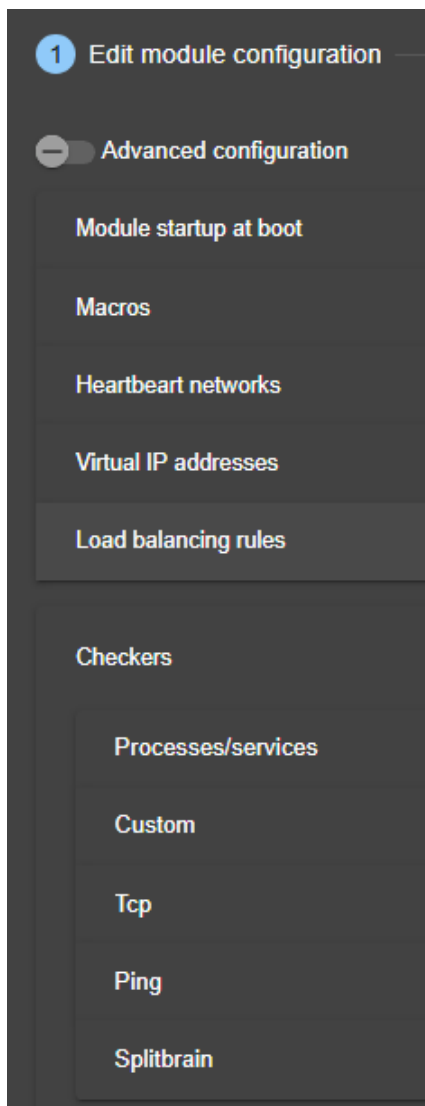 1 Edit module configuration
Advanced configuration
Module startup at boot
Macros
Heartbeart networks
Virtual IP addresses
Load balancing rules
Checkers
Processes/services
Custom
Tcp
Ping
Splitbrain